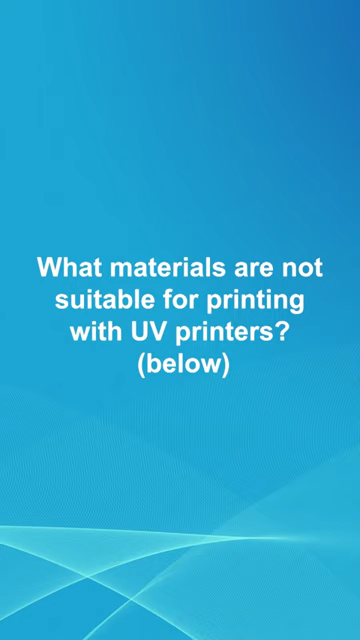 What materials are not
suitable for printing
with UV printers?
(below)